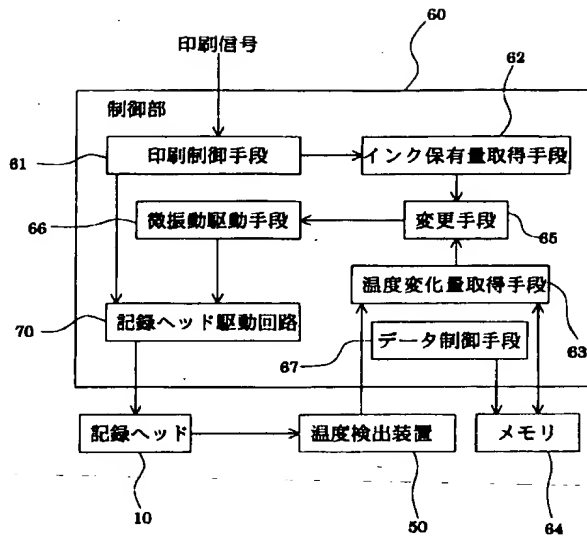 印刷信号
60
62
制御部
61
印刷制御手段
インク保有量取得手段
66
微振動駆動手段
変更手段
65
温度変化量取得手段
70
記録ヘッド駆動回路
67
データ制御手段
63
記録ヘッド
温度検出装置
メモリ
10
50
64